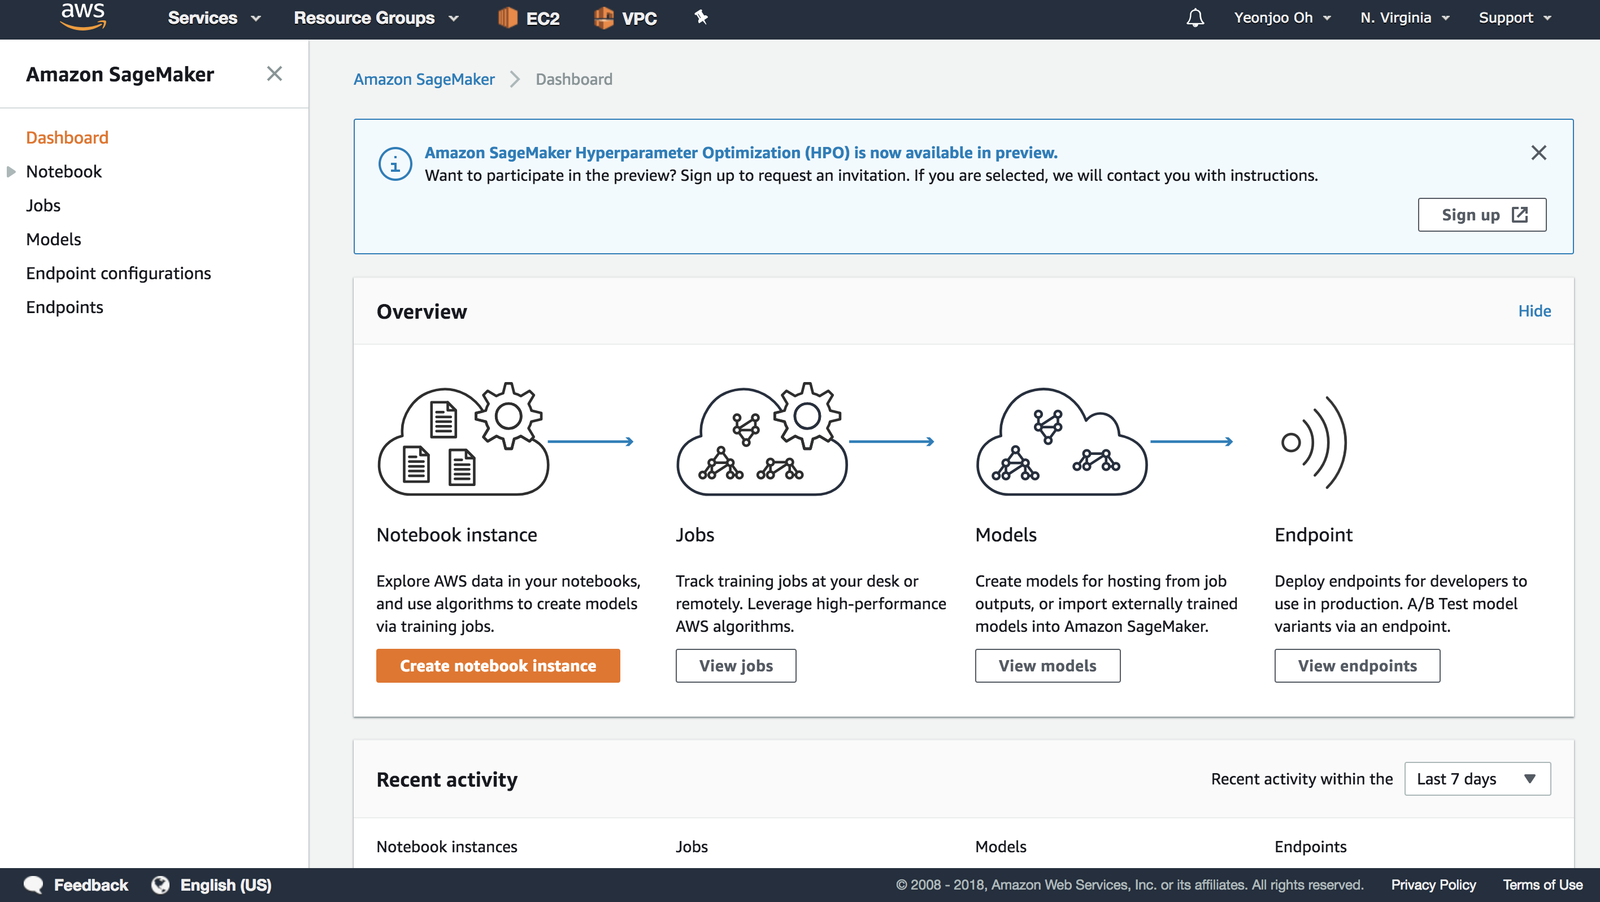 aws Services Resource Groups EC2 VPC Yeonjoo Oh N. Virginia Support
Amazon SageMaker
Dashboard
Notebook
Jobs
Models
Endpoint configurations
Endpoints
Amazon SageMaker Dashboard
Amazon SageMaker Hyperparameter Optimization (HPO) is now available in preview.
Want to participate in the preview? Sign up to request an invitation. If you are selected, we will contact you with instructions.
Sign up
Overview Hide
Notebook instance
Explore AWS data in your notebooks,
and use algorithms to create models
via training jobs.
Create notebook instance
Jobs
Track training jobs at your desk or
remotely. Leverage high-performance
AWS algorithms.
View jobs
Models
Create models for hosting from job
outputs, or import externally trained
models into Amazon SageMaker.
View models
Endpoint
Deploy endpoints for developers to
use in production. A/B Test model
variants via an endpoint.
View endpoints
Recent activity Recent activity within the Last 7 days
Notebook instances Jobs Models Endpoints
Feedback English (US) © 2008 - 2018, Amazon Web Services, Inc. or its affiliates. All rights reserved. Privacy Policy Terms of Use